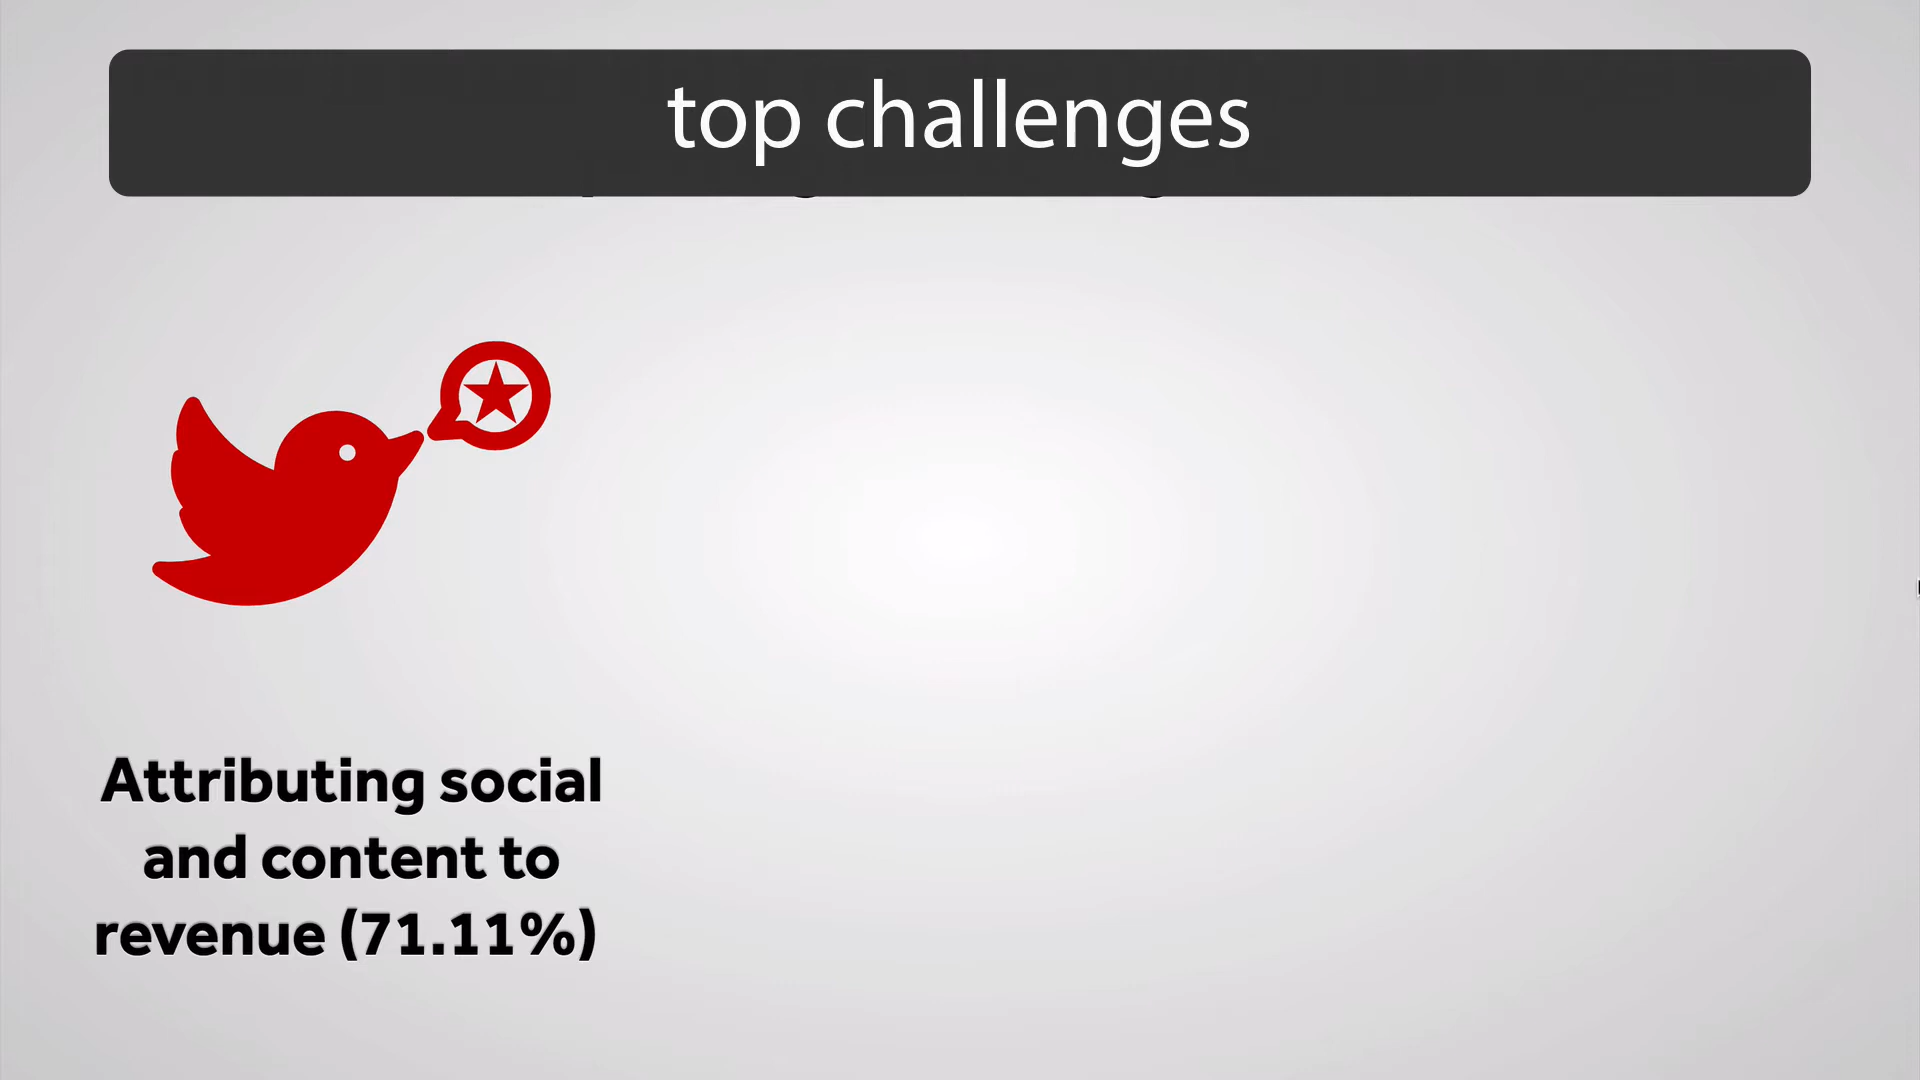 top challenges
Attributing social
and content to
revenue (71.11%)